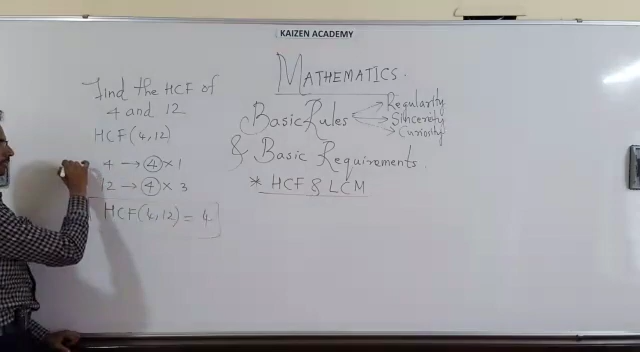 KAIZEN ACADEMY
Find the HCF of
4 and 12
HCF(4,12)
4 → 4 × 1
12 → 4 × 3
HCF(4,12) = 4
MATHEMATICS.
Basic Rules
Regularity
Sincerity
Curiosity
& Basic Requirements.
* HCF & LCM